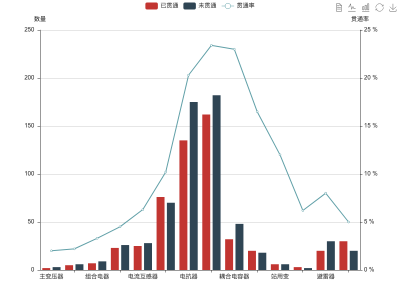 已贯通 未贯通 贯通率
数量 贯通率
250 25 %
200 20 %
150 15 %
100 10 %
50 5 %
0 0 %
主变压器 组合电器 电流互感器 电抗器 耦合电容器 站用变 避雷器